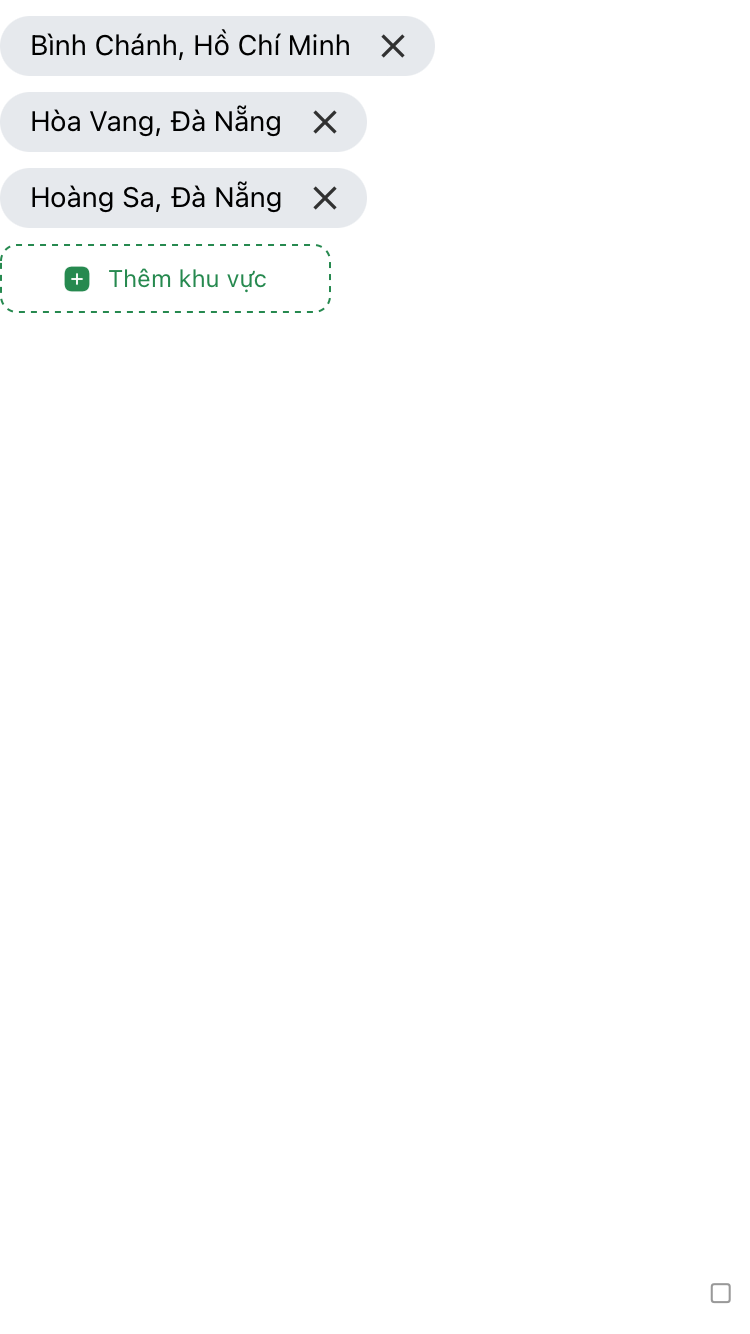 Bình Chánh, Hồ Chí Minh
Hòa Vang, Đà Nẵng
Hoàng Sa, Đà Nẵng
Thêm khu vực